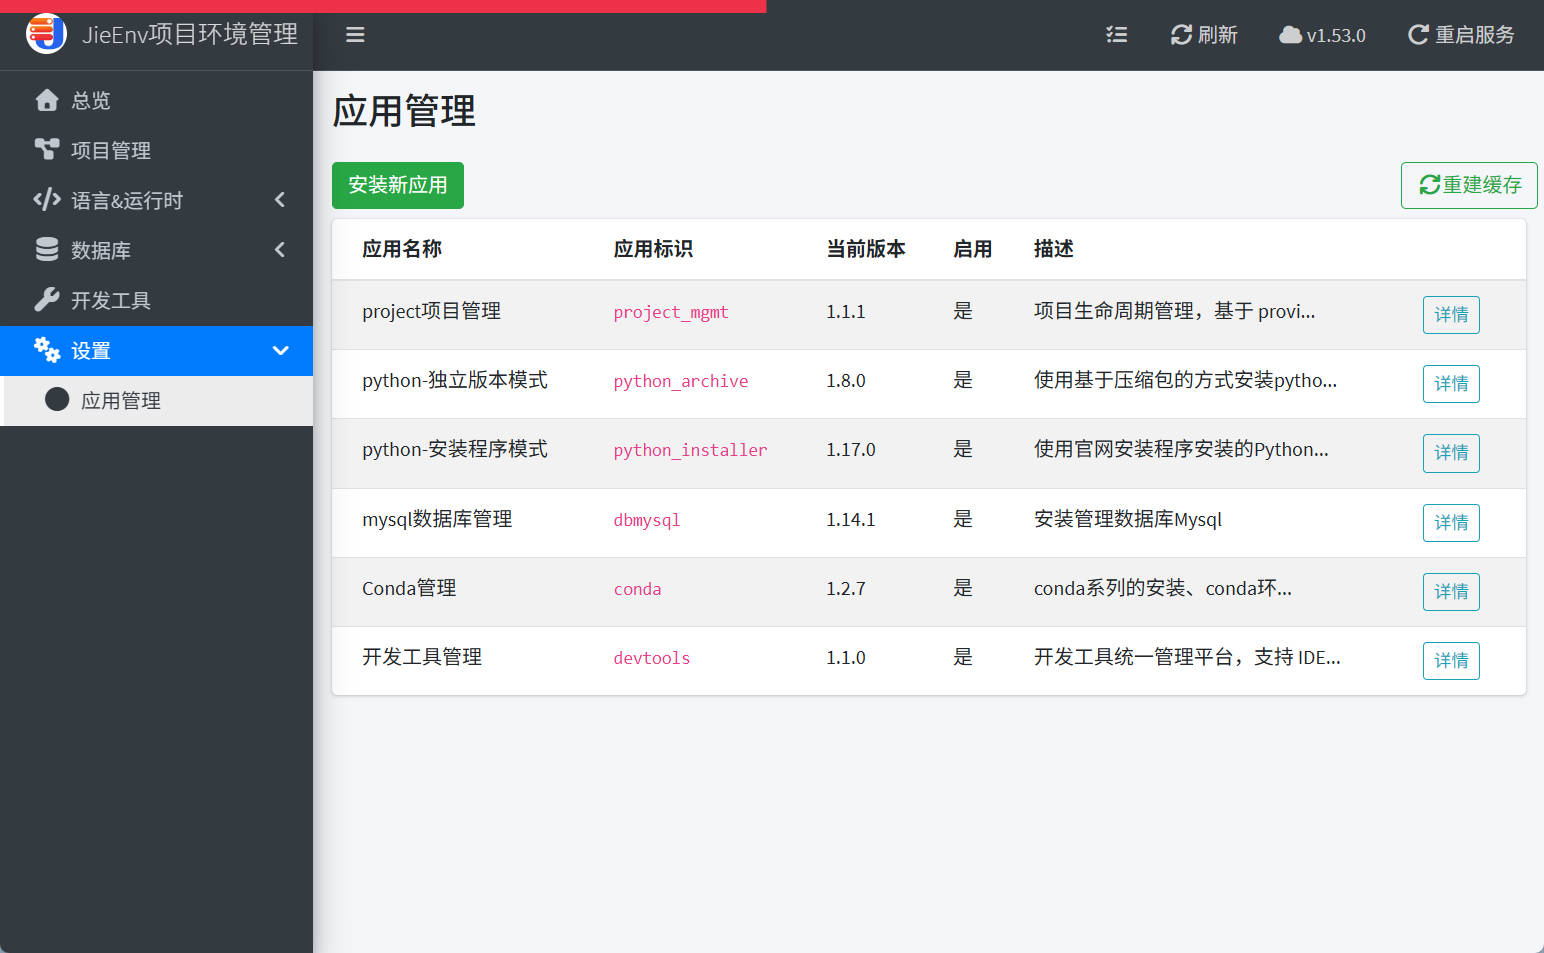 JieEnv项目环境管理
刷新
v1.53.0
重启服务
总览
项目管理
语言&运行时
数据库
开发工具
设置
应用管理
应用管理
安装新应用
重建缓存
应用名称 应用标识 当前版本 启用 描述
project项目管理 project_mgmt 1.1.1 是 项目生命周期管理，基于 provi... 详情
python-独立版本模式 python_archive 1.8.0 是 使用基于压缩包的方式安装pytho... 详情
python-安装程序模式 python_installer 1.17.0 是 使用官网安装程序安装的Python... 详情
mysql数据库管理 dbmysql 1.14.1 是 安装管理数据库Mysql 详情
Conda管理 conda 1.2.7 是 conda系列的安装、conda环... 详情
开发工具管理 devtools 1.1.0 是 开发工具统一管理平台，支持 IDE... 详情